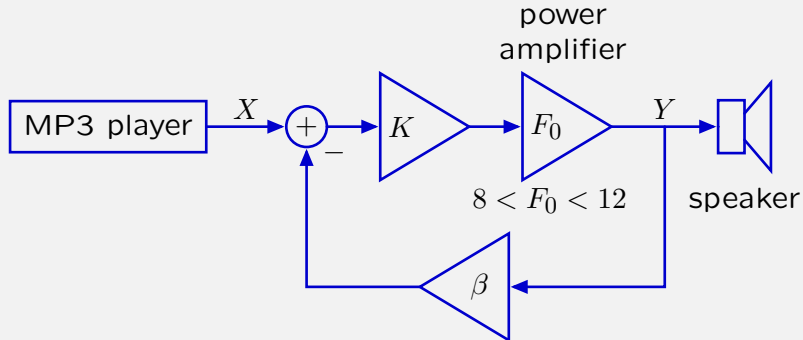 power
amplifier
MP3 player
X
+
−
K
F₀
Y
8 < F₀ < 12
speaker
β